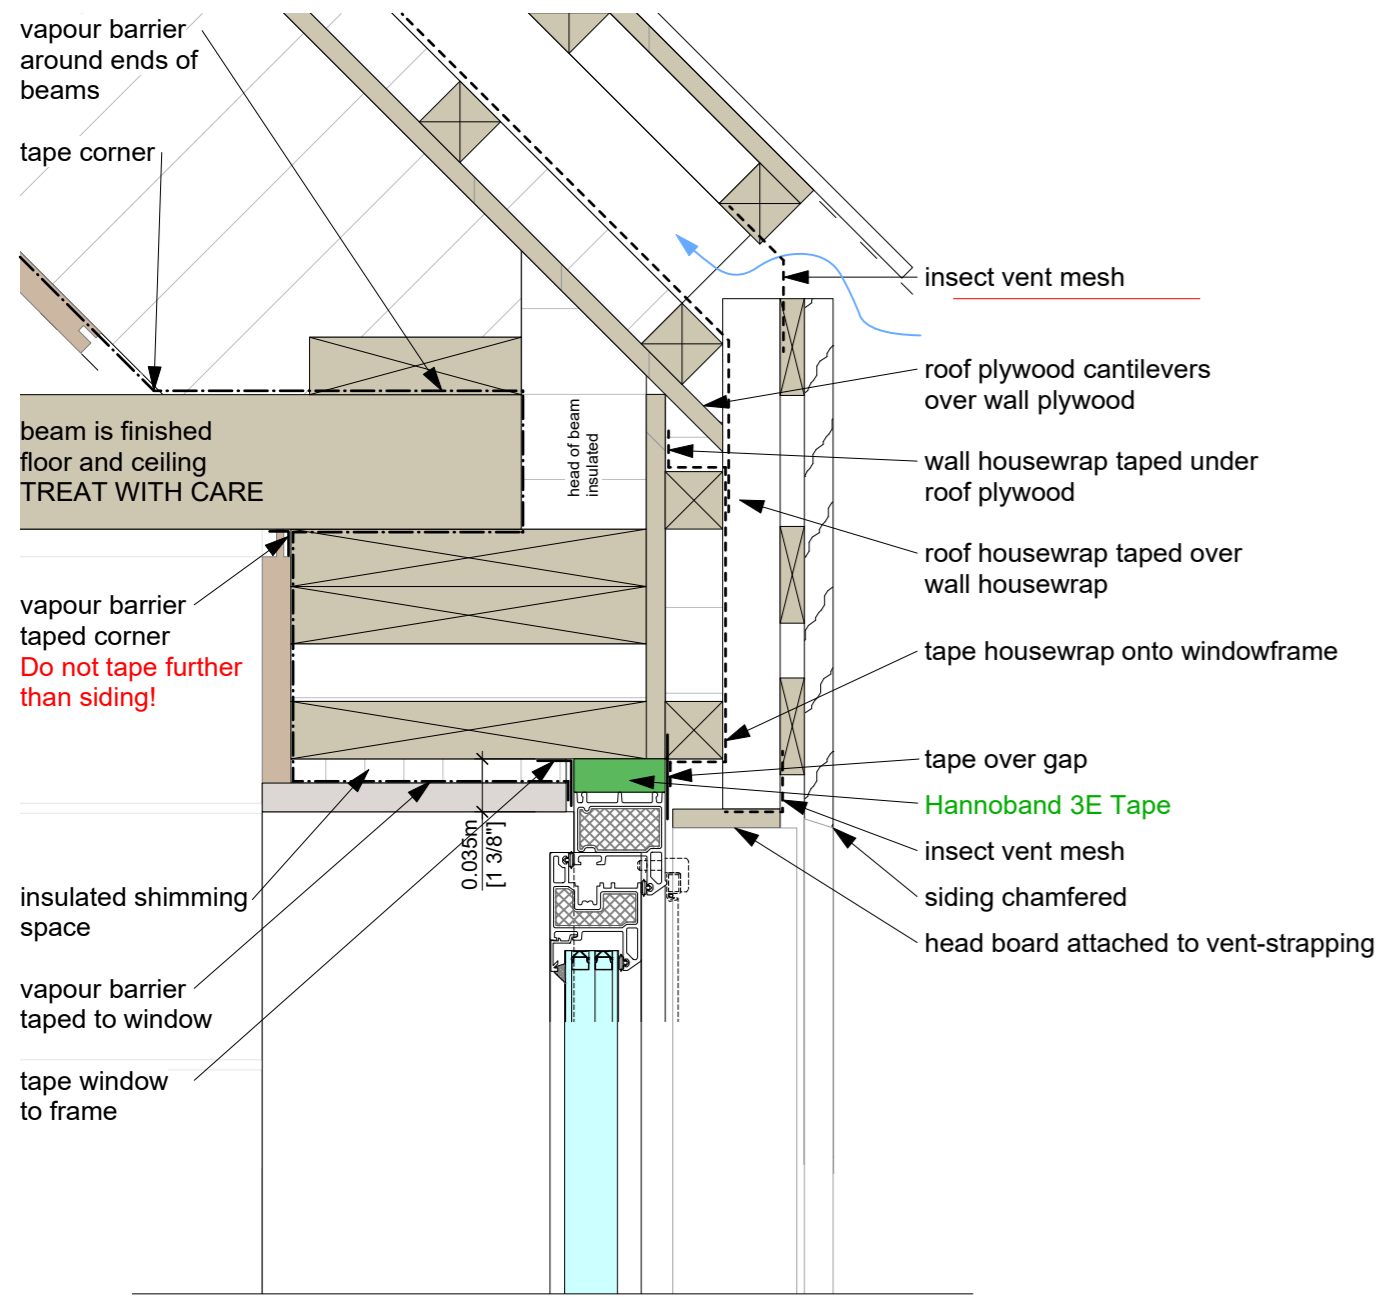 vapour barrier
around ends of
beams
tape corner
beam is finished
floor and ceiling
TREAT WITH CARE
head of beam
insulated
vapour barrier
taped corner
Do not tape further
than siding!
0.035m
[1 3/8"]
insulated shimming
space
vapour barrier
taped to window
tape window
to frame
insect vent mesh
roof plywood cantilevers
over wall plywood
wall housewrap taped under
roof plywood
roof housewrap taped over
wall housewrap
tape housewrap onto windowframe
tape over gap
Hannoband 3E Tape
insect vent mesh
siding chamfered
head board attached to vent-strapping